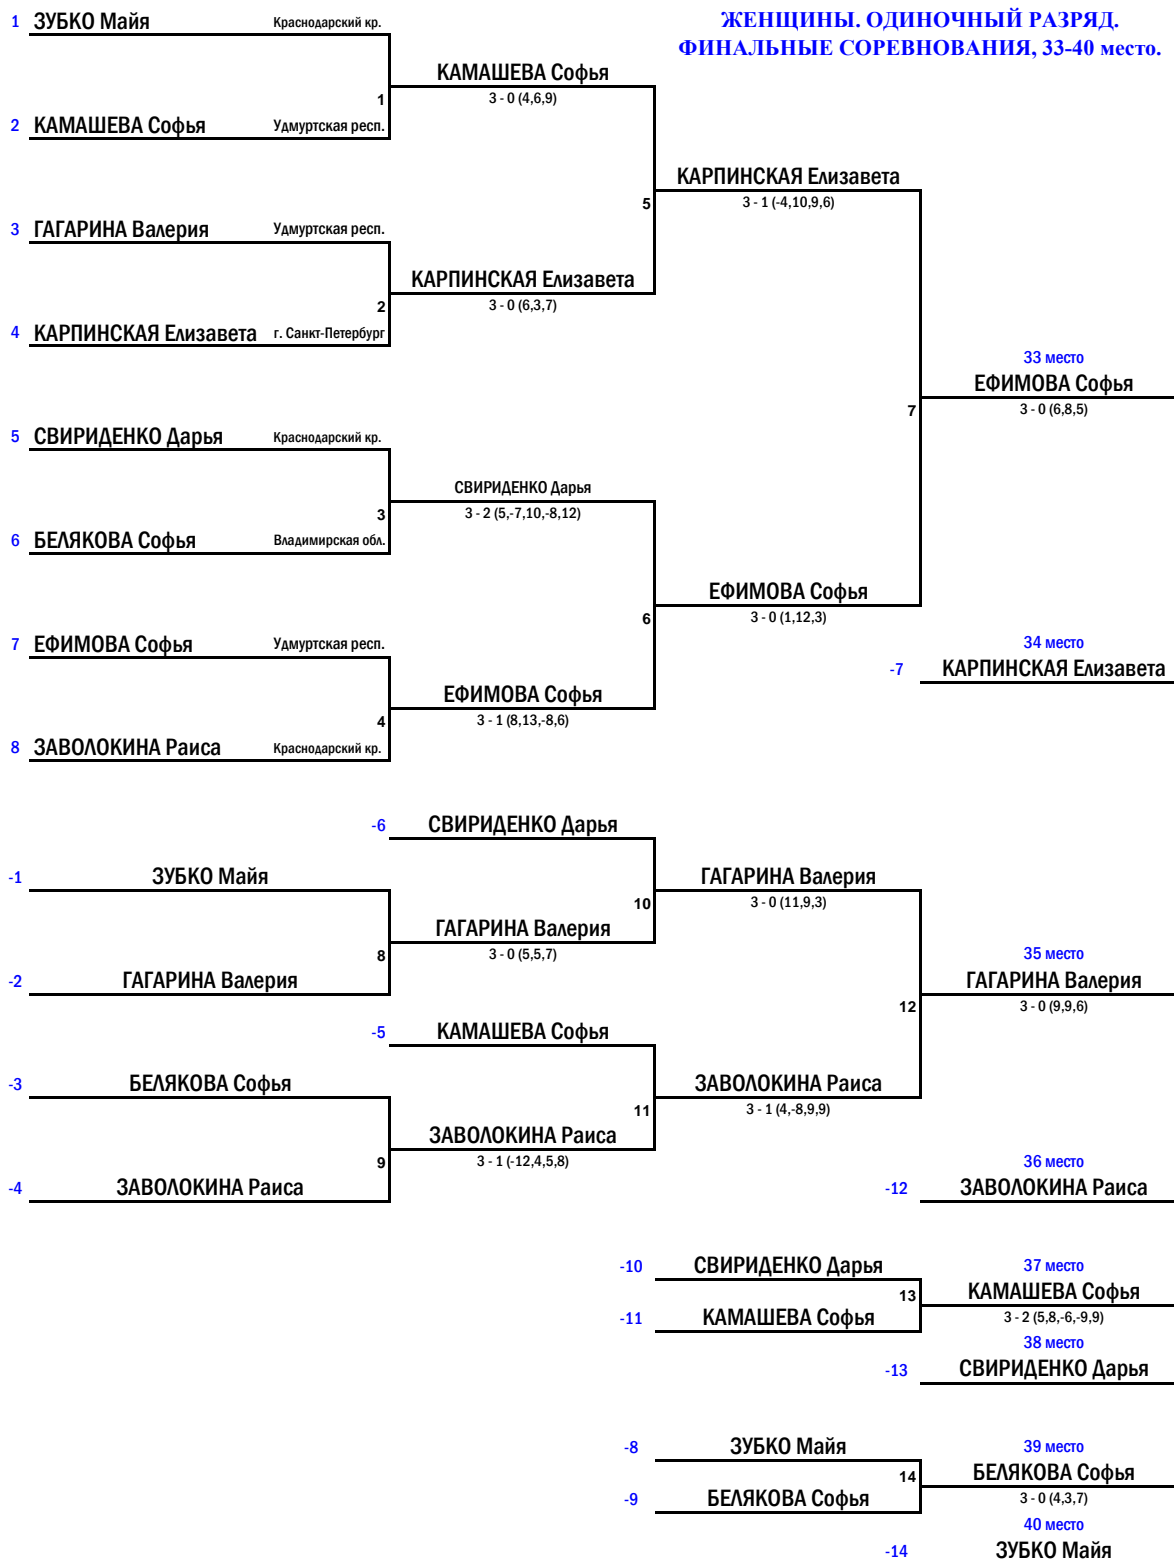 ЖЕНЩИНЫ. ОДИНОЧНЫЙ РАЗРЯД.
ФИНАЛЬНЫЕ СОРЕВНОВАНИЯ, 33-40 место.
1 ЗУБКО Майя Краснодарский кр.
КАМАШЕВА Софья
1 3 - 0 (4,6,9)
2 КАМАШЕВА Софья Удмуртская респ.
КАРПИНСКАЯ Елизавета
5 3 - 1 (-4,10,9,6)
3 ГАГАРИНА Валерия Удмуртская респ.
КАРПИНСКАЯ Елизавета
2 3 - 0 (6,3,7)
4 КАРПИНСКАЯ Елизавета г. Санкт-Петербург
33 место
ЕФИМОВА Софья
7 3 - 0 (6,8,5)
5 СВИРИДЕНКО Дарья Краснодарский кр.
СВИРИДЕНКО Дарья
3 3 - 2 (5,-7,10,-8,12)
6 БЕЛЯКОВА Софья Владимирская обл.
ЕФИМОВА Софья
6 3 - 0 (1,12,3)
7 ЕФИМОВА Софья Удмуртская респ.
34 место
-7 КАРПИНСКАЯ Елизавета
ЕФИМОВА Софья
4 3 - 1 (8,13,-8,6)
8 ЗАВОЛОКИНА Раиса Краснодарский кр.
-6 СВИРИДЕНКО Дарья
-1 ЗУБКО Майя
ГАГАРИНА Валерия
10 3 - 0 (11,9,3)
ГАГАРИНА Валерия
8 3 - 0 (5,5,7)
35 место
-2 ГАГАРИНА Валерия
ГАГАРИНА Валерия
12 3 - 0 (9,9,6)
-5 КАМАШЕВА Софья
-3 БЕЛЯКОВА Софья
ЗАВОЛОКИНА Раиса
11 3 - 1 (4,-8,9,9)
ЗАВОЛОКИНА Раиса
9 3 - 1 (-12,4,5,8)
36 место
-4 ЗАВОЛОКИНА Раиса
-12 ЗАВОЛОКИНА Раиса
-10 СВИРИДЕНКО Дарья
37 место
13 КАМАШЕВА Софья
-11 КАМАШЕВА Софья
3 - 2 (5,8,-6,-9,9)
38 место
-13 СВИРИДЕНКО Дарья
-8 ЗУБКО Майя
39 место
14 БЕЛЯКОВА Софья
-9 БЕЛЯКОВА Софья
3 - 0 (4,3,7)
40 место
-14 ЗУБКО Майя